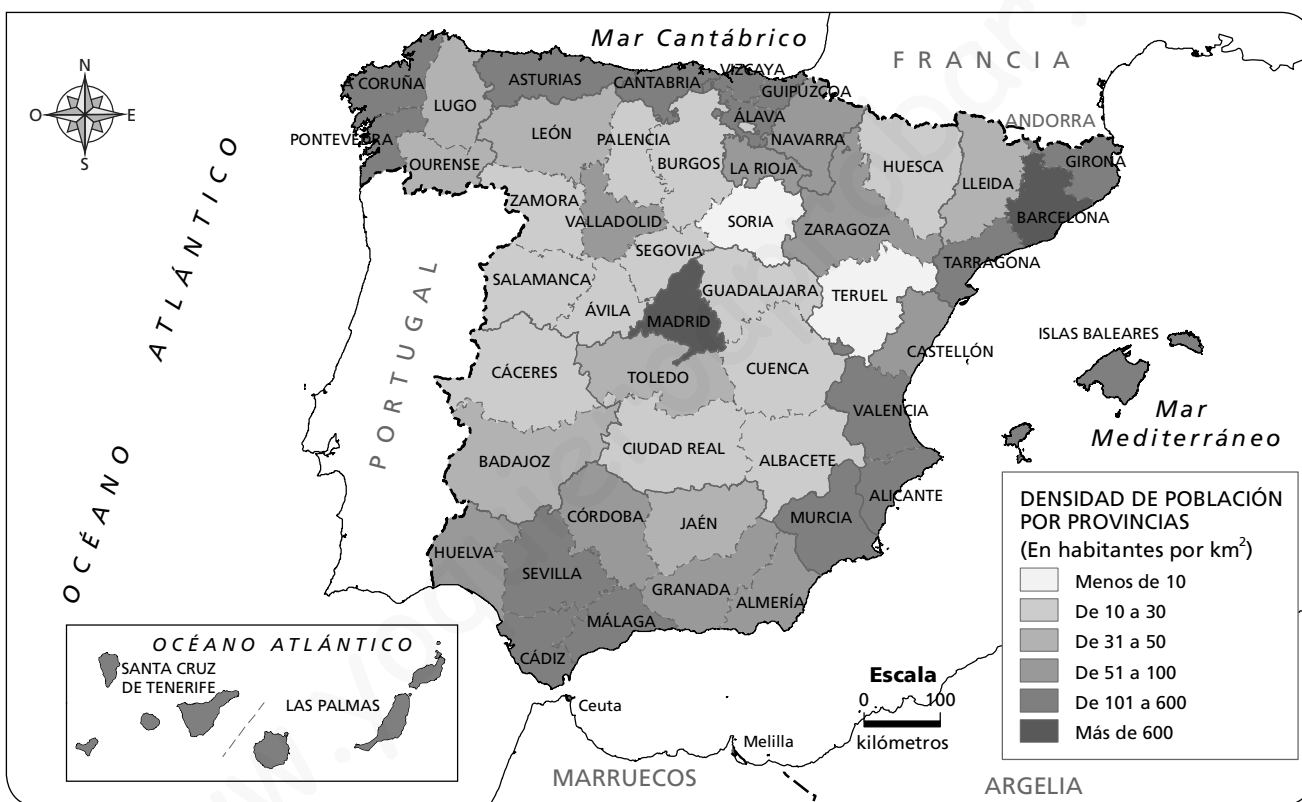 Mar Cantábrico
FRANCIA
ANDORRA
N
O
E
S
A CORUÑA
LUGO
ASTURIAS
CANTABRIA
VIZCAYA
GUIPÚZCOA
ÁLAVA
NAVARRA
PONTEVEDRA
OURENSE
LEÓN
PALENCIA
BURGOS
LA RIOJA
HUESCA
LLEIDA
GIRONA
BARCELONA
ZAMORA
VALLADOLID
SORIA
ZARAGOZA
TARRAGONA
SEGOVIA
SALAMANCA
ÁVILA
MADRID
GUADALAJARA
TERUEL
CASTELLÓN
ISLAS BALEARES
CÁCERES
TOLEDO
CUENCA
VALENCIA
BADAJOZ
CIUDAD REAL
ALBACETE
ALICANTE
HUELVA
CÓRDOBA
JAÉN
MURCIA
SEVILLA
GRANADA
ALMERÍA
MÁLAGA
CÁDIZ
PORTUGAL
OCÉANO ATLÁNTICO
Mar
Mediterráneo
OCÉANO ATLÁNTICO
SANTA CRUZ
DE TENERIFE
LAS PALMAS
Ceuta
Melilla
MARRUECOS
ARGELIA
Escala
0 100
kilómetros
DENSIDAD DE POBLACIÓN
POR PROVINCIAS
(En habitantes por km²)
Menos de 10
De 10 a 30
De 31 a 50
De 51 a 100
De 101 a 600
Más de 600